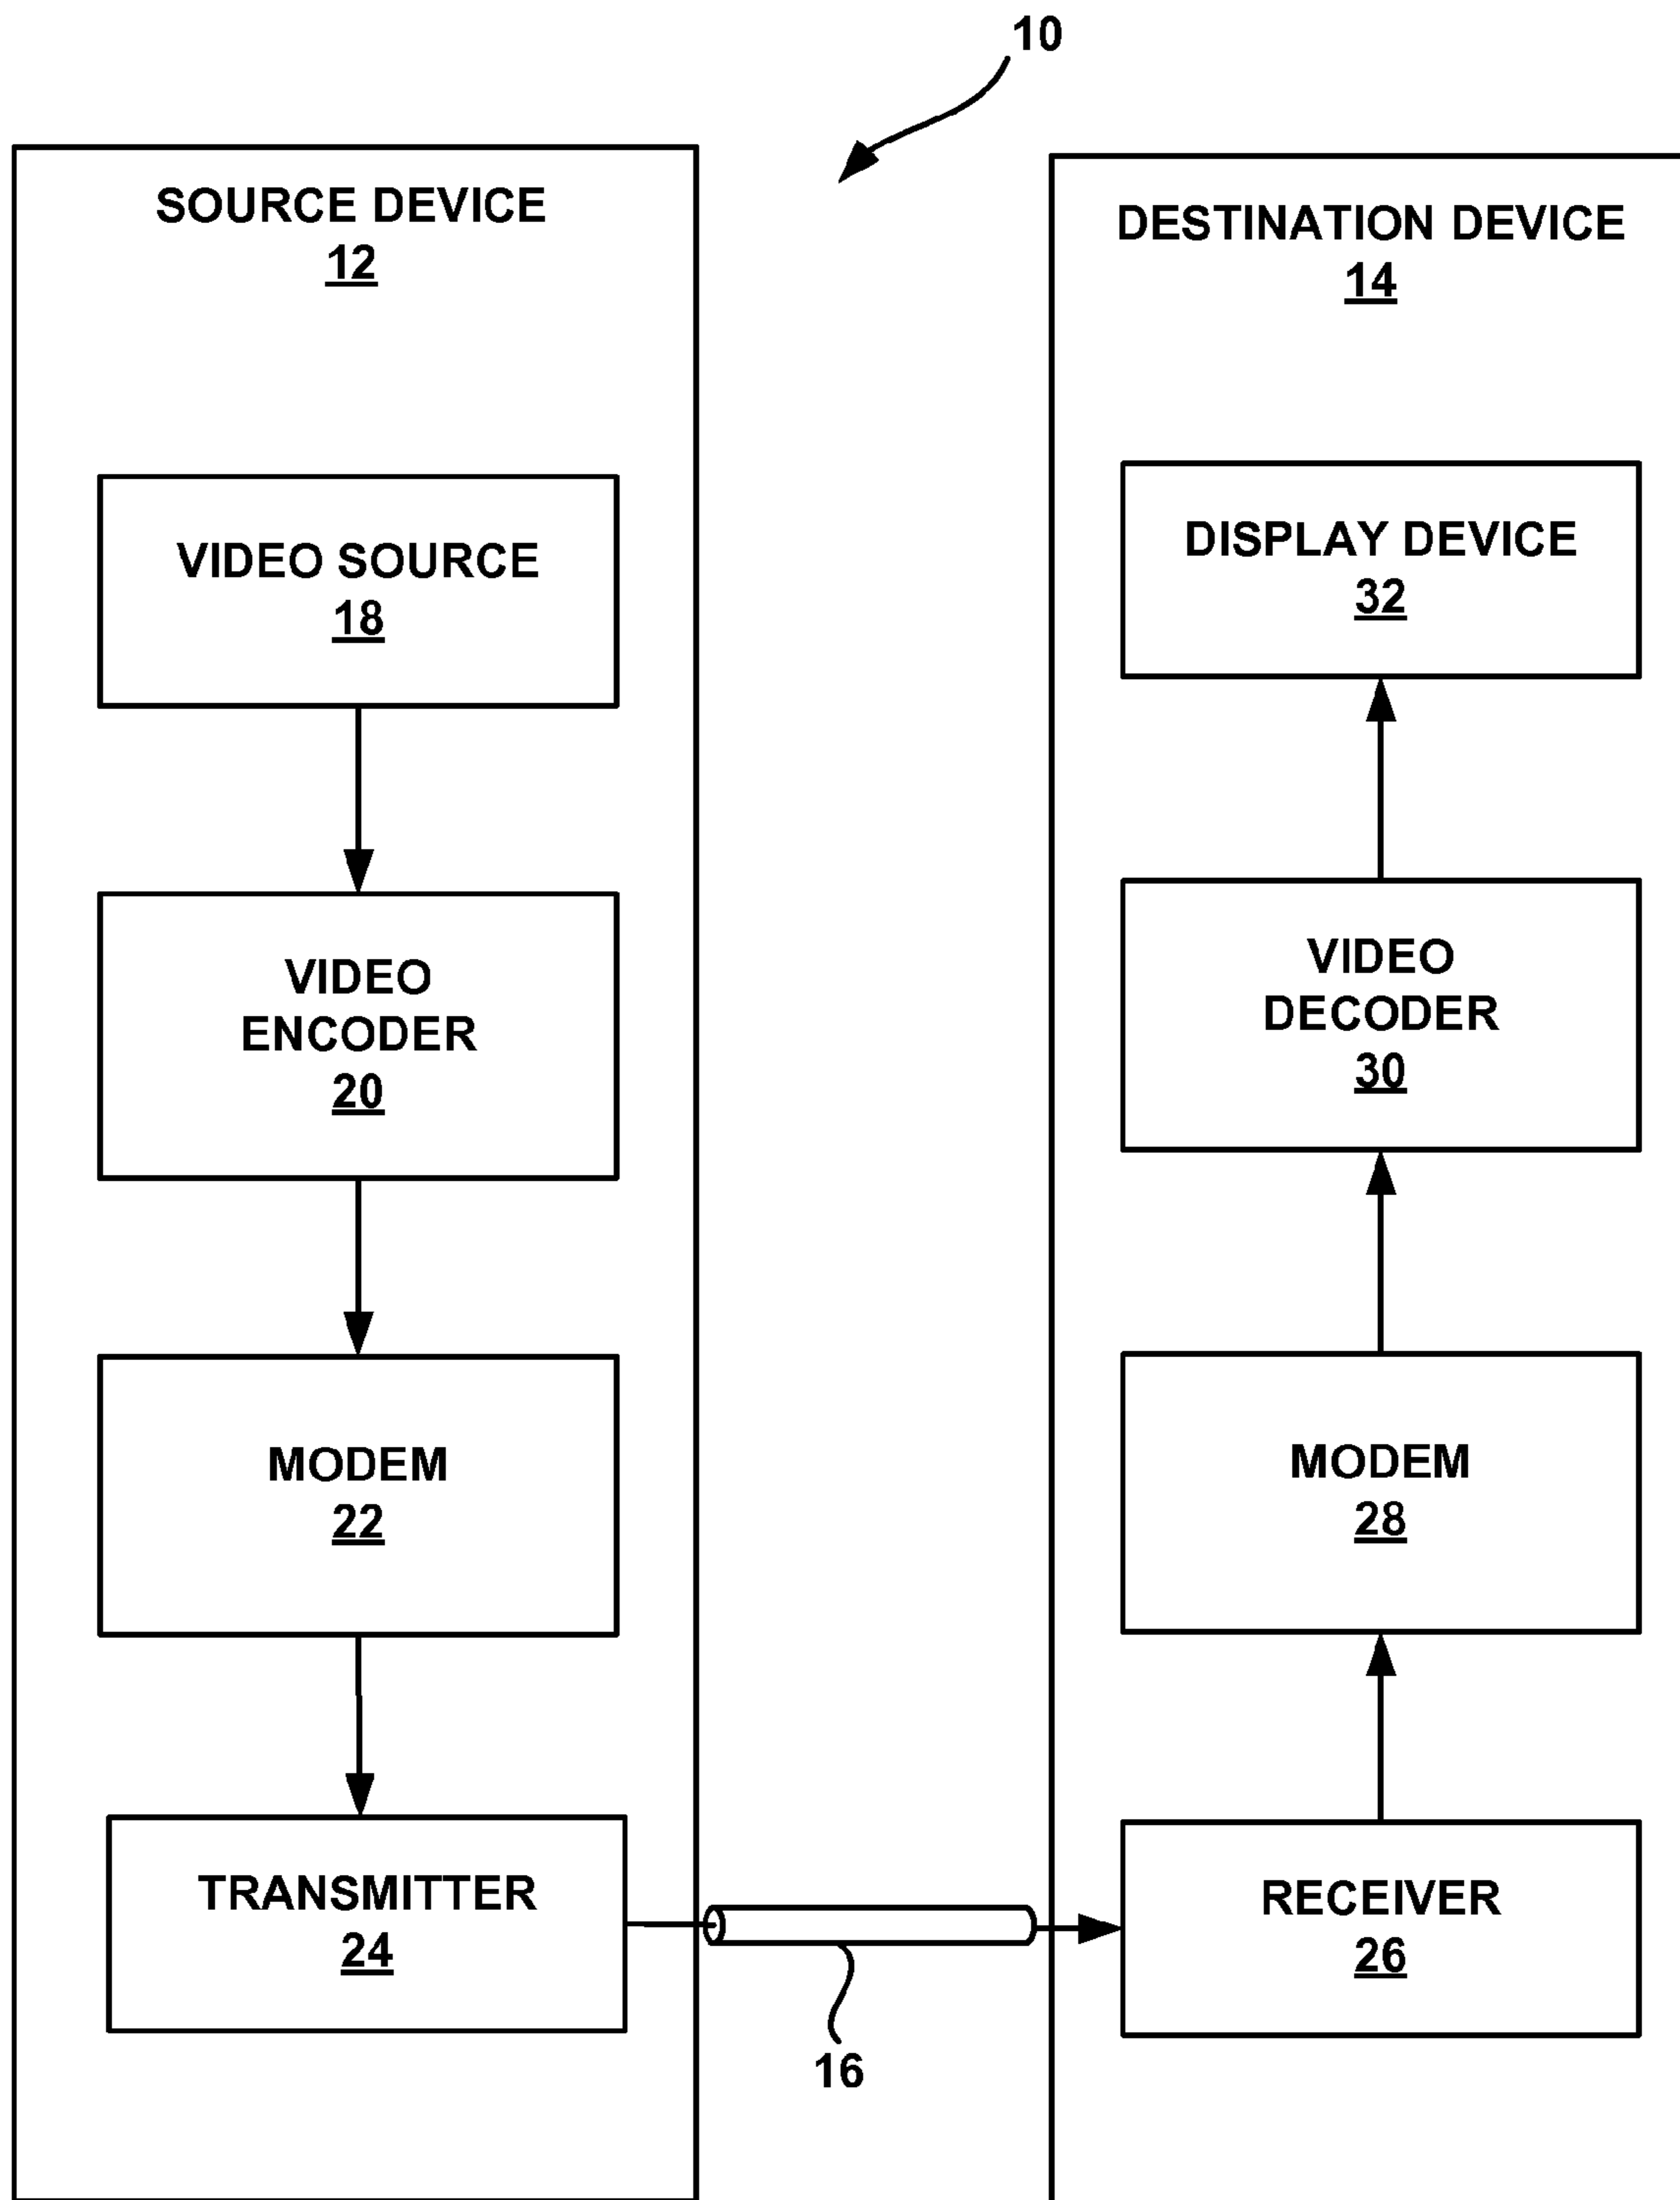 10
SOURCE DEVICE
12
VIDEO SOURCE
18
VIDEO
ENCODER
20
MODEM
22
TRANSMITTER
24
16
DESTINATION DEVICE
14
DISPLAY DEVICE
32
VIDEO
DECODER
30
MODEM
28
RECEIVER
26